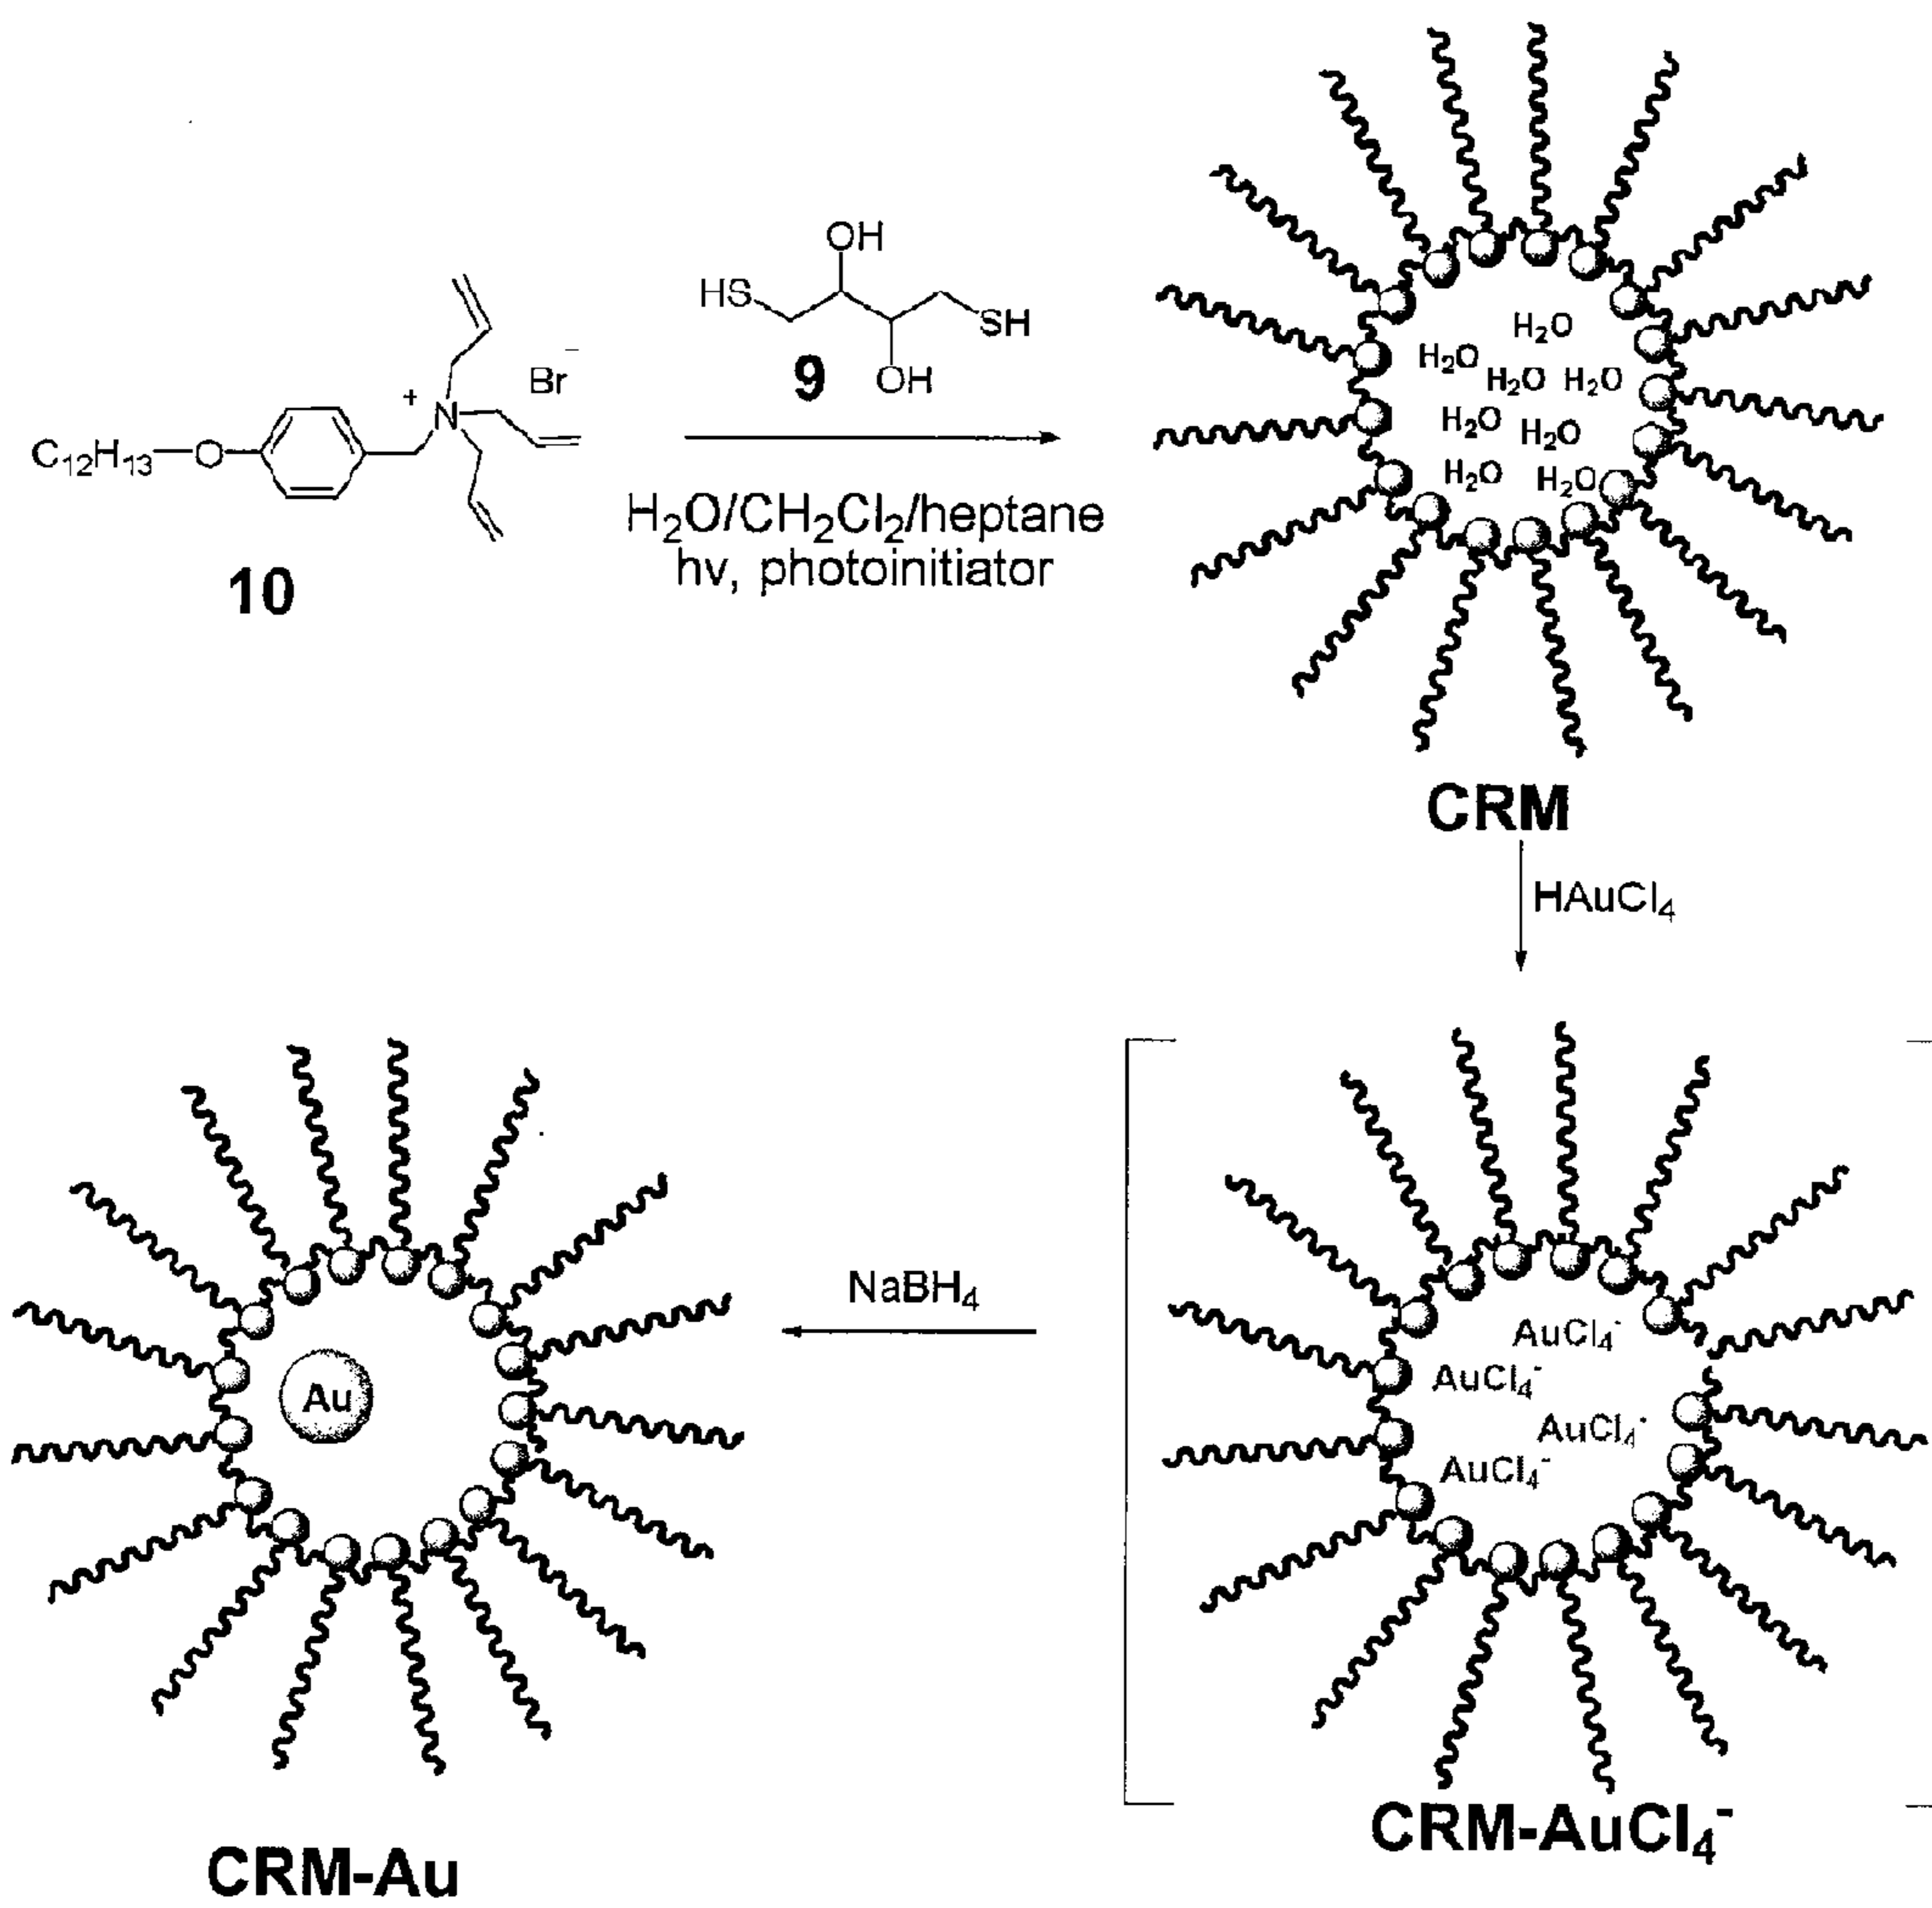 OH
HS
SH
9
OH
Br⁻
+
N
C₁₂H₁₃—O
10
H₂O/CH₂Cl₂/heptane
hv, photoinitiator
H₂O
H₂O
H₂O H₂O
H₂O
H₂O
H₂O
H₂O
CRM
HAuCl₄
AuCl₄⁻
AuCl₄⁻
AuCl₄⁻
AuCl₄⁻
CRM-AuCl₄⁻
NaBH₄
Au
CRM-Au